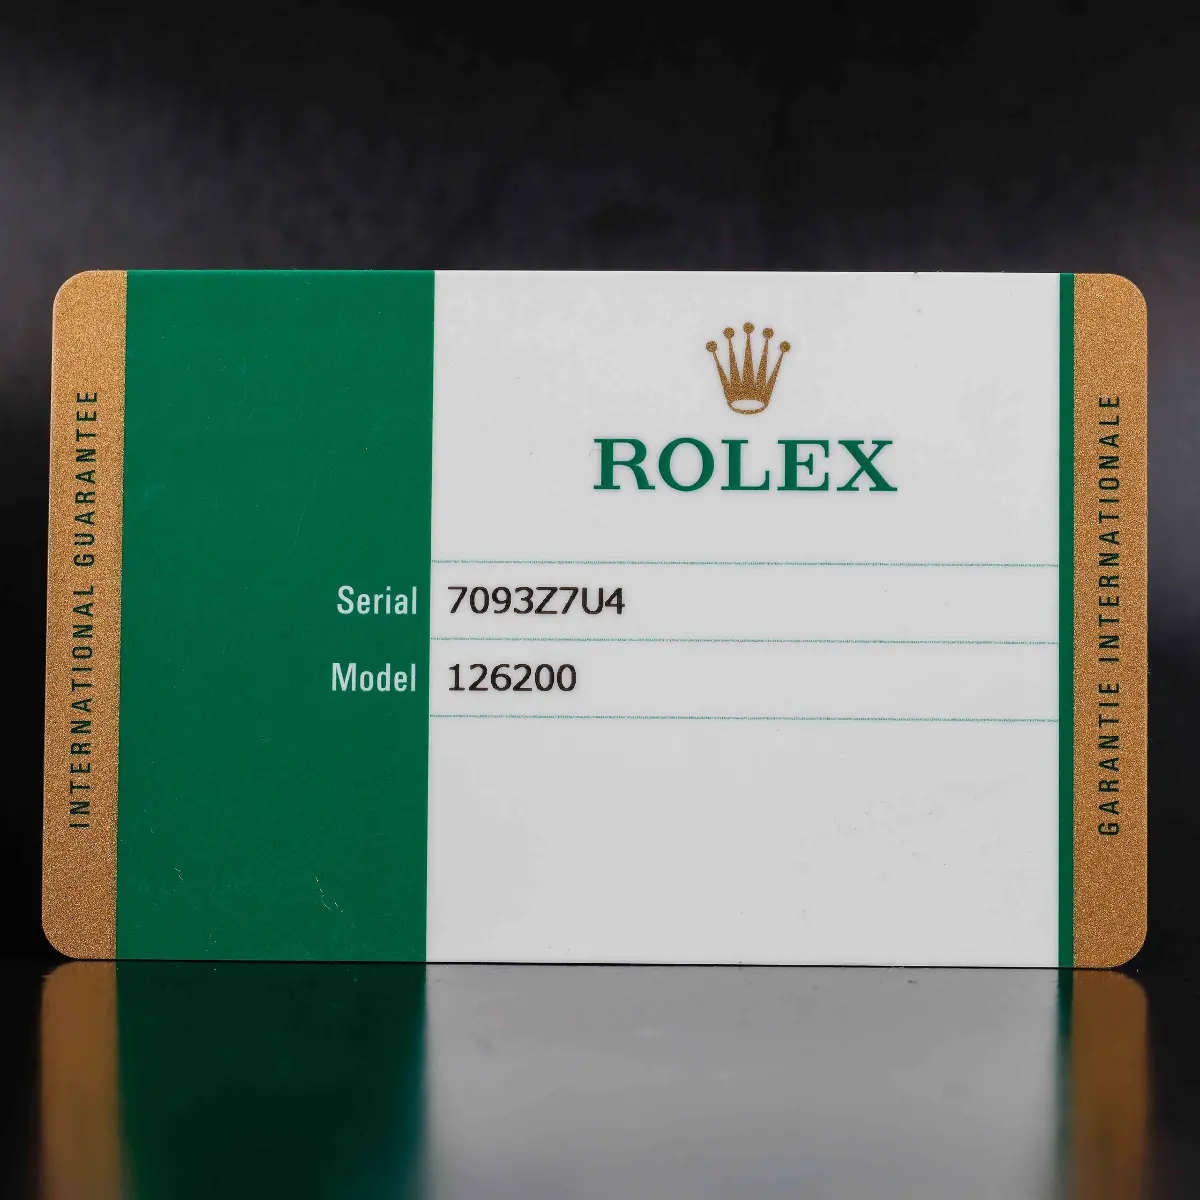 INTERNATIONAL GUARANTEE
ROLEX
Serial 7093Z7U4
Model 126200
GARANTIE INTERNATIONALE